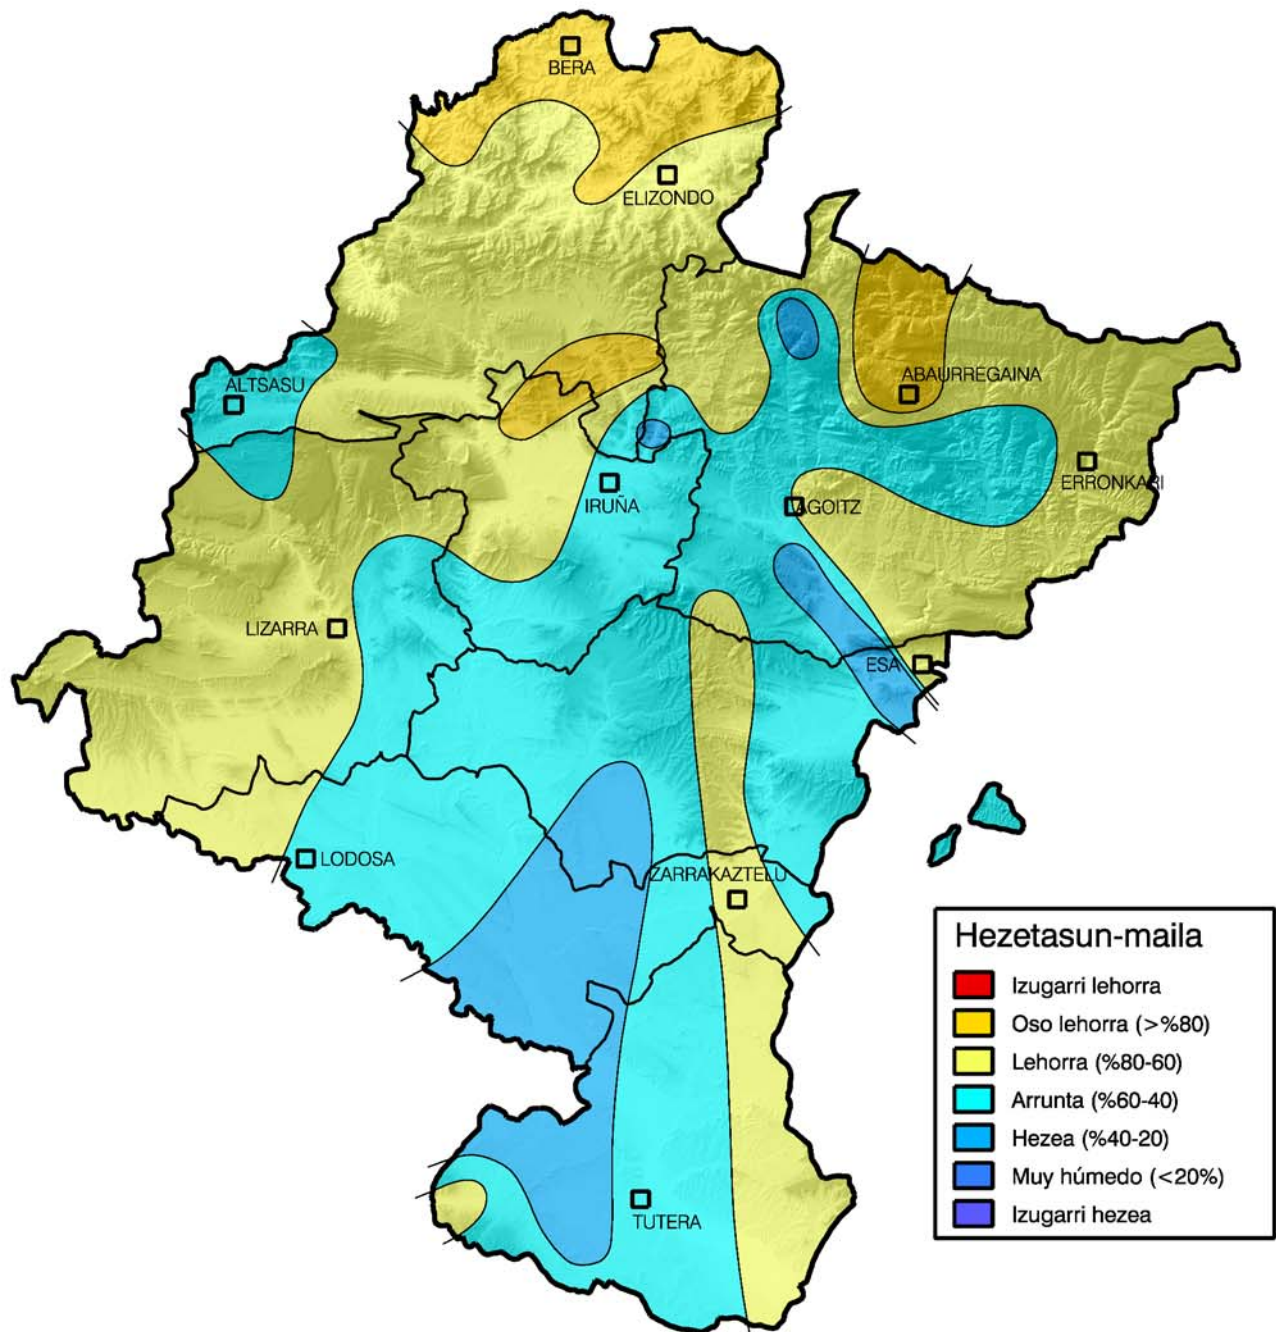 BERA
ELIZONDO
ALTSASU
ABAURREGAINA
ERRONKARI
IRUÑA
AGOITZ
LIZARRA
ESA
LODOSA
ZARRAKAZTELU
TUTERA
Hezetasun-maila
Izugarri lehorra
Oso lehorra (>%80)
Lehorra (%80-60)
Arrunta (%60-40)
Hezea (%40-20)
Muy húmedo (<20%)
Izugarri hezea